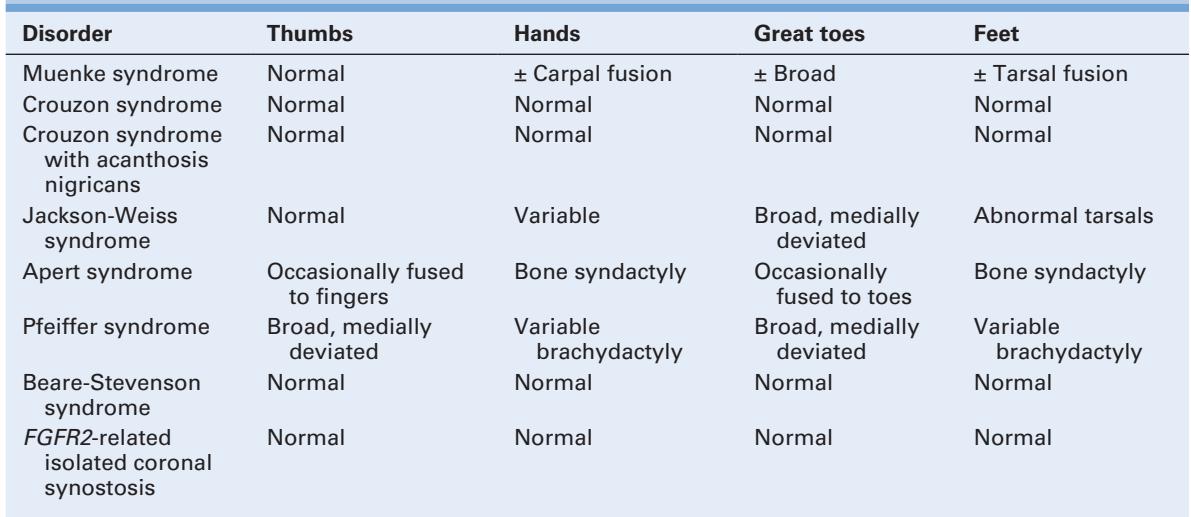 Disorder Thumbs Hands Great toes Feet
Muenke syndrome Normal ± Carpal fusion ± Broad ± Tarsal fusion
Crouzon syndrome Normal Normal Normal Normal
Crouzon syndrome Normal Normal Normal Normal
with acanthosis
nigricans
Jackson-Weiss Normal Variable Broad, medially Abnormal tarsals
syndrome deviated
Apert syndrome Occasionally fused Bone syndactyly Occasionally Bone syndactyly
to fingers fused to toes
Pfeiffer syndrome Broad, medially Variable Broad, medially Variable
deviated brachydactyly deviated brachydactyly
Beare-Stevenson Normal Normal Normal Normal
syndrome
FGFR2-related Normal Normal Normal Normal
isolated coronal
synostosis